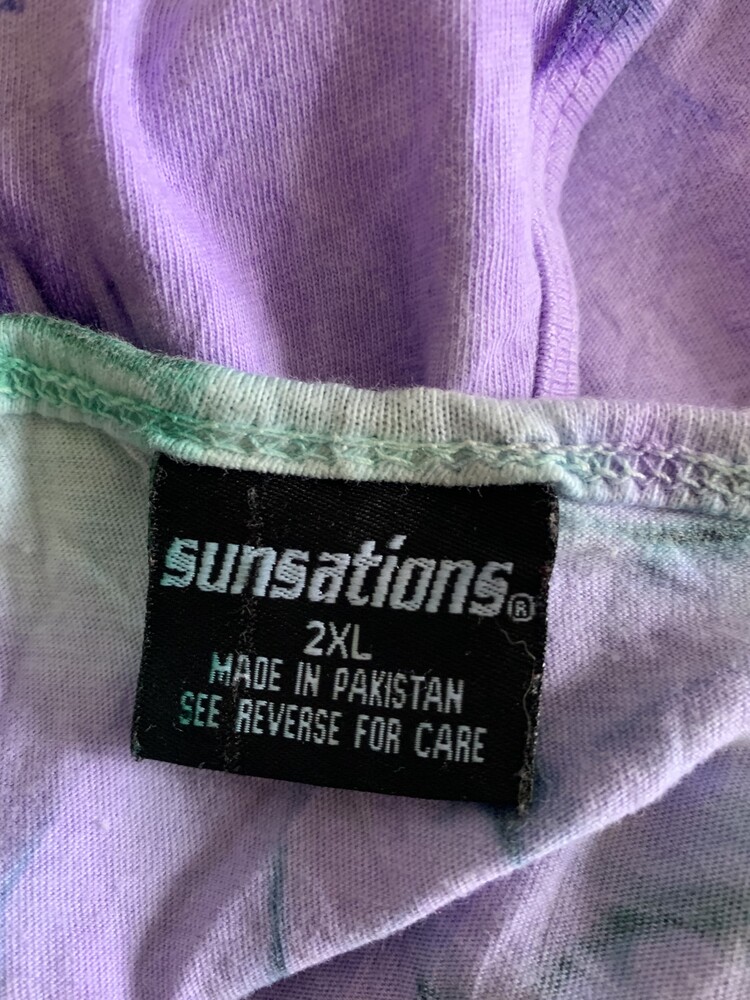 sunsations®
2XL
MADE IN PAKISTAN
SEE REVERSE FOR CARE